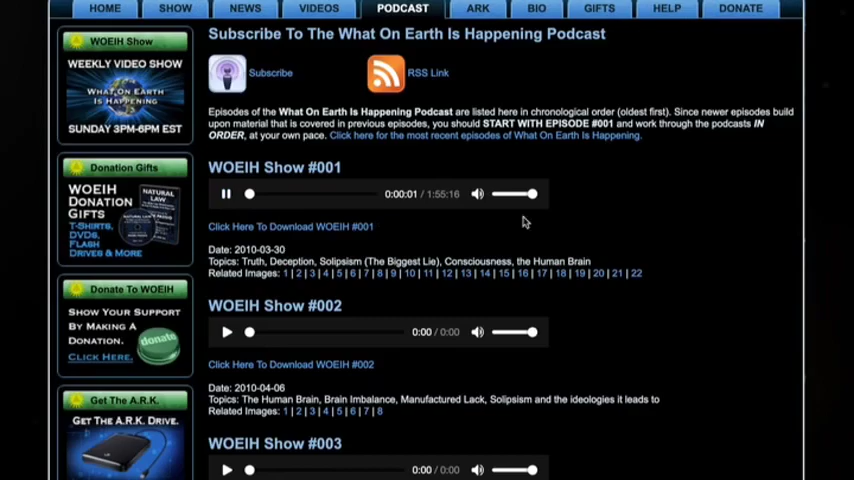 HOME SHOW NEWS VIDEOS PODCAST ARK BIO GIFTS HELP DONATE
WOEIH Show
WEEKLY VIDEO SHOW
WHAT ON EARTH
IS HAPPENING
SUNDAY 3PM-6PM EST
Donation Gifts
WOEIH
DONATION
GIFTS
T-SHIRTS,
DVDS,
FLASH
DRIVES & MORE
NATURAL
LAW
Donate To WOEIH
SHOW YOUR SUPPORT
BY MAKING A
DONATION.
CLICK HERE.
donate
Get The A.R.K.
GET THE A.R.K. DRIVE.
Subscribe To The What On Earth Is Happening Podcast
Subscribe RSS Link
Episodes of the What On Earth Is Happening Podcast are listed here in chronological order (oldest first). Since newer episodes build
upon material that is covered in previous episodes, you should START WITH EPISODE #001 and work through the podcasts IN
ORDER, at your own pace. Click here for the most recent episodes of What On Earth Is Happening.
WOEIH Show #001
0:00:01 / 1:55:16
Click Here To Download WOEIH #001
Date: 2010-03-30
Topics: Truth, Deception, Solipsism (The Biggest Lie), Consciousness, the Human Brain
Related Images: 1 | 2 | 3 | 4 | 5 | 6 | 7 | 8 | 9 | 10 | 11 | 12 | 13 | 14 | 15 | 16 | 17 | 18 | 19 | 20 | 21 | 22
WOEIH Show #002
0:00 / 0:00
Click Here To Download WOEIH #002
Date: 2010-04-06
Topics: The Human Brain, Brain Imbalance, Manufactured Lack, Solipsism and the ideologies it leads to
Related Images: 1 | 2 | 3 | 4 | 5 | 6 | 7 | 8
WOEIH Show #003
0:00 / 0:00